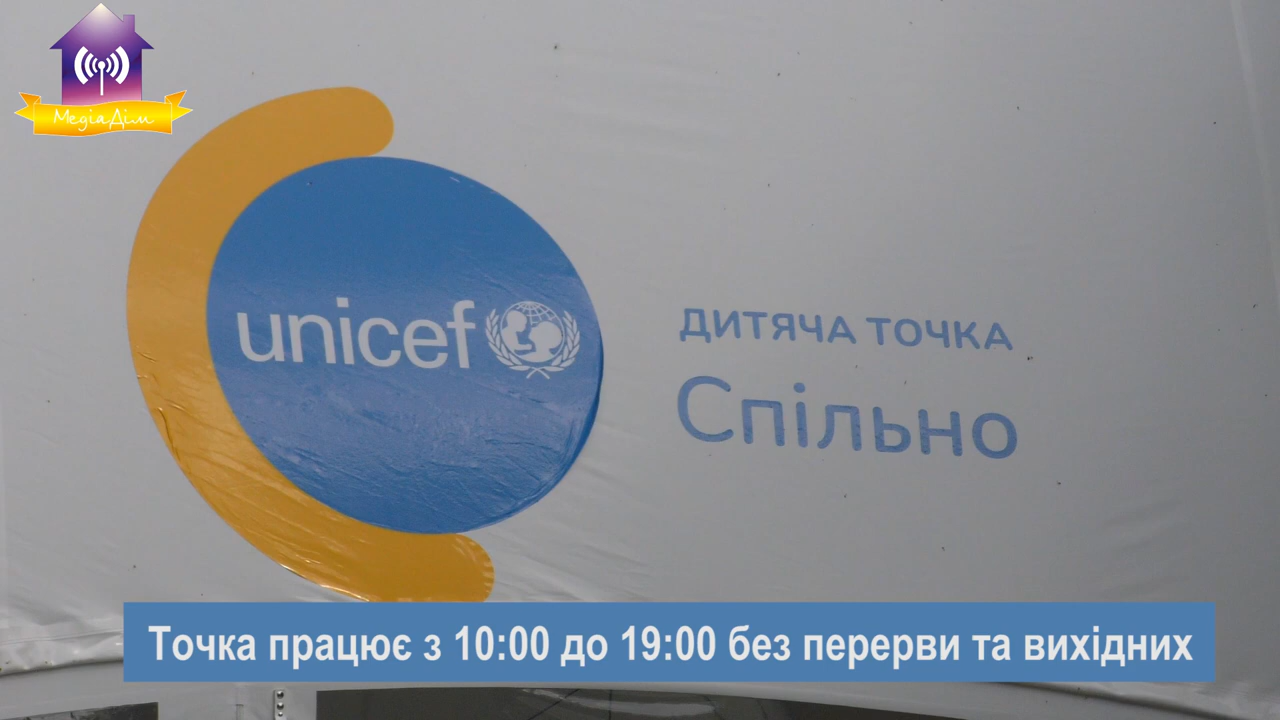 МедіаДім
unicef
ДИТЯЧА ТОЧКА
Спільно
Точка працює з 10:00 до 19:00 без перерви та вихідних